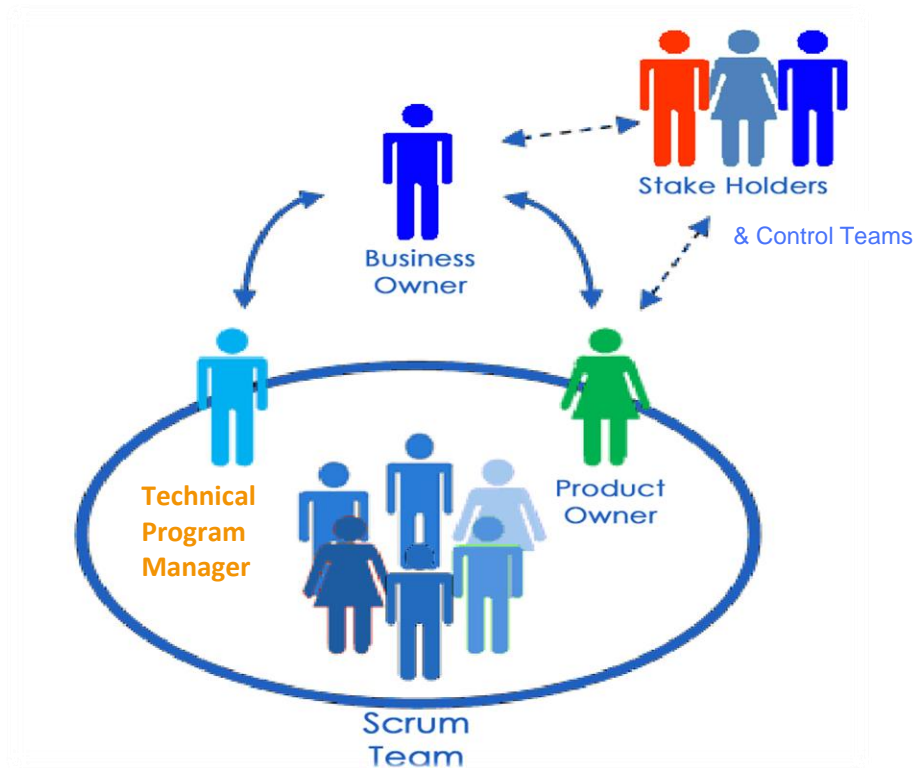 Stake Holders
& Control Teams
Business
Owner
Technical
Program
Manager
Product
Owner
Scrum
Team